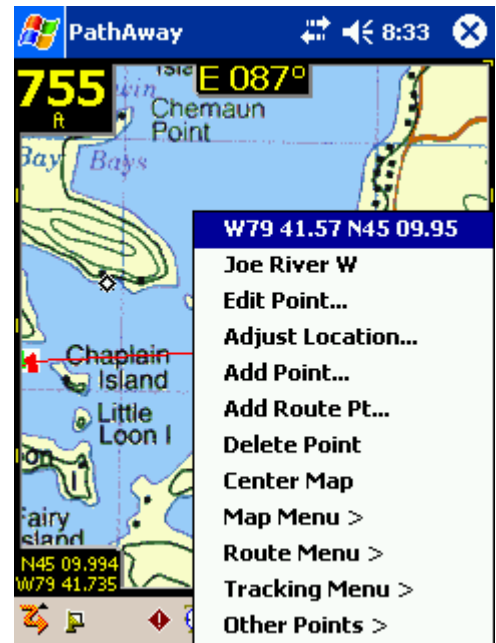 PathAway 8:33
755
ft
E 087°
Chemaun
Point
Bay Bays
W79 41.57 N45 09.95
Joe River W
Edit Point...
Adjust Location...
Add Point...
Add Route Pt...
Delete Point
Center Map
Map Menu >
Route Menu >
Tracking Menu >
Other Points >
Chaplain
Island
Little
Loon I
I
N45 09.994
W79 41.735